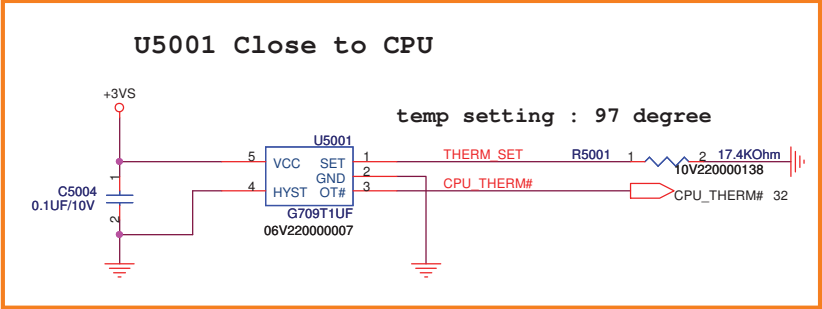 U5001 Close to CPU
+3VS
temp setting : 97 degree
U5001
5 VCC SET 1 THERM_SET R5001 1 2 17.4KOhm
10V220000138
GND 2
4 HYST OT# 3 CPU_THERM# CPU_THERM# 32
1
C5004
0.1UF/10V
2
G709T1UF
06V220000007